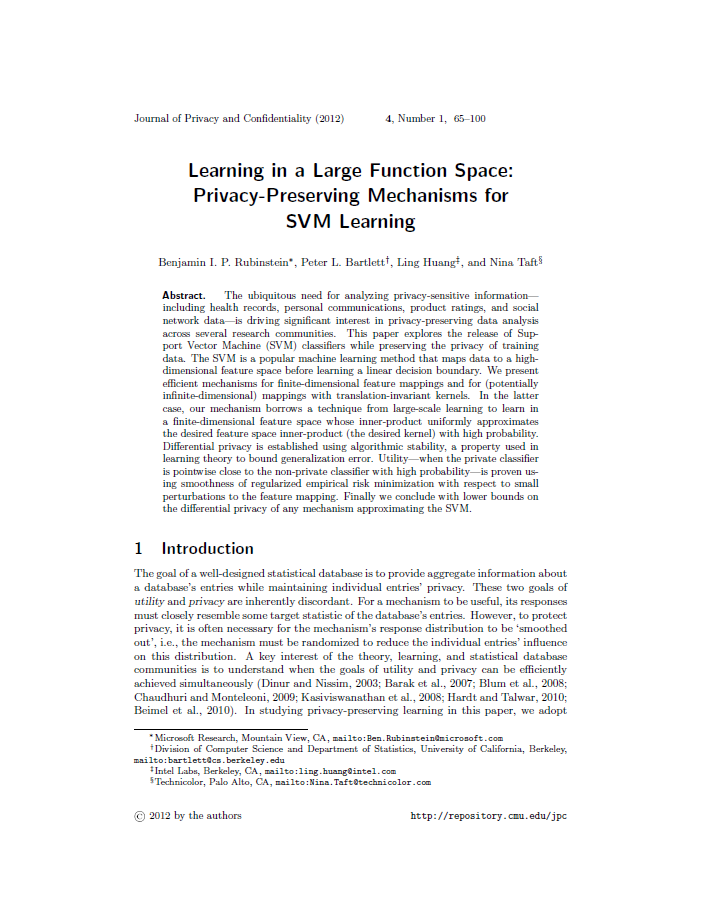 Journal of Privacy and Confidentiality (2012) 4, Number 1, 65–100
Learning in a Large Function Space:
Privacy-Preserving Mechanisms for
SVM Learning
Benjamin I. P. Rubinstein*, Peter L. Bartlett†, Ling Huang‡, and Nina Taft§
Abstract. The ubiquitous need for analyzing privacy-sensitive information—
including health records, personal communications, product ratings, and social
network data—is driving significant interest in privacy-preserving data analysis
across several research communities. This paper explores the release of Sup-
port Vector Machine (SVM) classifiers while preserving the privacy of training
data. The SVM is a popular machine learning method that maps data to a high-
dimensional feature space before learning a linear decision boundary. We present
efficient mechanisms for finite-dimensional feature mappings and for (potentially
infinite-dimensional) mappings with translation-invariant kernels. In the latter
case, our mechanism borrows a technique from large-scale learning to learn in
a finite-dimensional feature space whose inner-product uniformly approximates
the desired feature space inner-product (the desired kernel) with high probability.
Differential privacy is established using algorithmic stability, a property used in
learning theory to bound generalization error. Utility—when the private classifier
is pointwise close to the non-private classifier with high probability—is proven us-
ing smoothness of regularized empirical risk minimization with respect to small
perturbations to the feature mapping. Finally we conclude with lower bounds on
the differential privacy of any mechanism approximating the SVM.
1 Introduction
The goal of a well-designed statistical database is to provide aggregate information about
a database's entries while maintaining individual entries' privacy. These two goals of
utility and privacy are inherently discordant. For a mechanism to be useful, its responses
must closely resemble some target statistic of the database's entries. However, to protect
privacy, it is often necessary for the mechanism's response distribution to be 'smoothed
out', i.e., the mechanism must be randomized to reduce the individual entries' influence
on this distribution. A key interest of the theory, learning, and statistical database
communities is to understand when the goals of utility and privacy can be efficiently
achieved simultaneously (Dinur and Nissim, 2003; Barak et al., 2007; Blum et al., 2008;
Chaudhuri and Monteleoni, 2009; Kasiviswanathan et al., 2008; Hardt and Talwar, 2010;
Beimel et al., 2010). In studying privacy-preserving learning in this paper, we adopt
*Microsoft Research, Mountain View, CA, mailto:Ben.Rubinstein@microsoft.com
†Division of Computer Science and Department of Statistics, University of California, Berkeley,
mailto:bartlett@cs.berkeley.edu
‡Intel Labs, Berkeley, CA, mailto:ling.huang@intel.com
§Technicolor, Palo Alto, CA, mailto:Nina.Taft@technicolor.com
© 2012 by the authors http://repository.cmu.edu/jpc